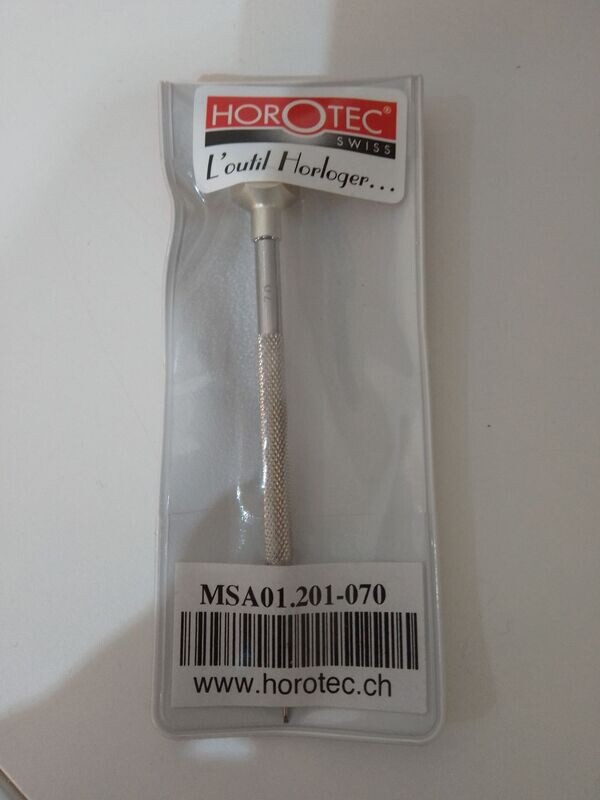 HOROTEC®
SWISS
L'outil Horloger...
MSA01.201-070
www.horotec.ch